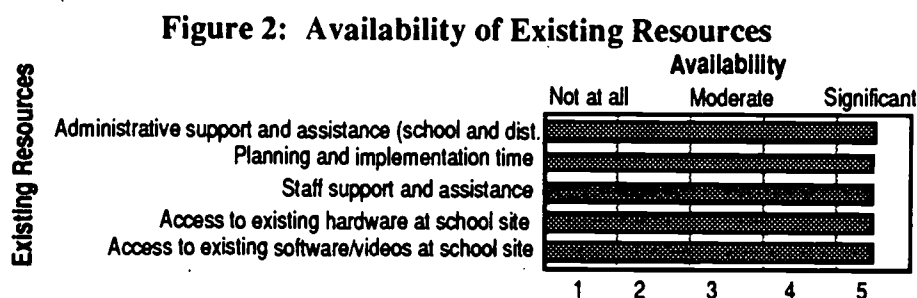 Figure 2: Availability of Existing Resources
Availability
Not at all Moderate Significant
Existing Resources
Administrative support and assistance (school and dist.
Planning and implementation time
Staff support and assistance
Access to existing hardware at school site
Access to existing software/videos at school site
1 2 3 4 5